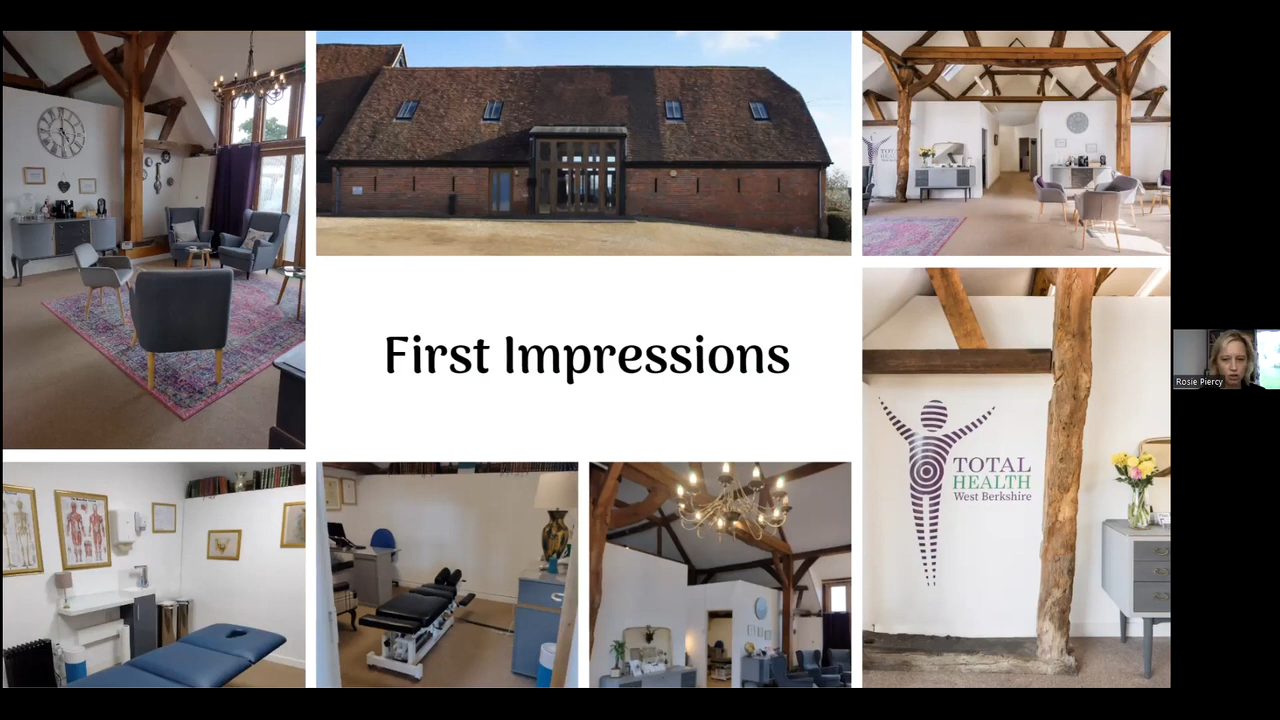 First Impressions
TOTAL
HEALTH
West Berkshire
Rosie Piercy